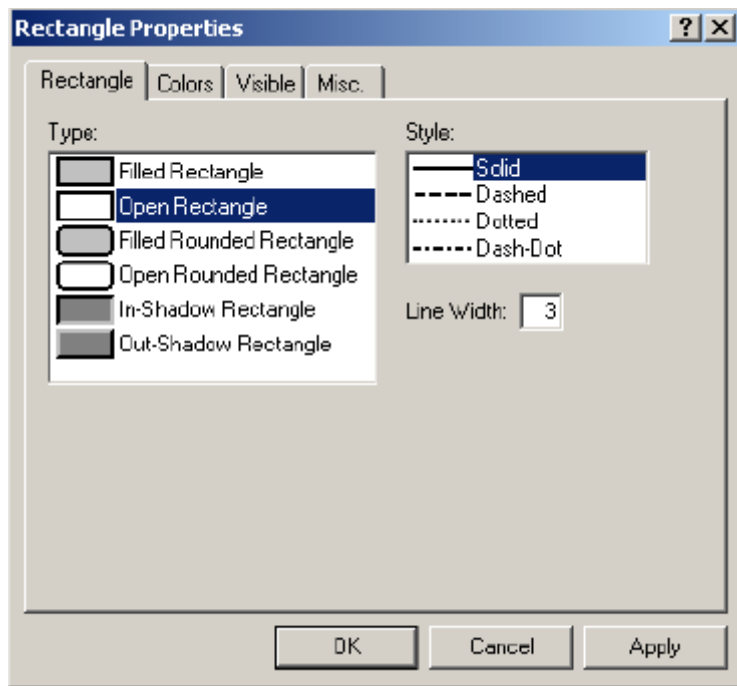 Rectangle Properties
Rectangle Colors Visible Misc.
Type:
Filled Rectangle
Open Rectangle
Filled Rounded Rectangle
Open Rounded Rectangle
In-Shadow Rectangle
Out-Shadow Rectangle
Style:
Solid
Dashed
Dotted
Dash-Dot
Line Width: 3
OK Cancel Apply